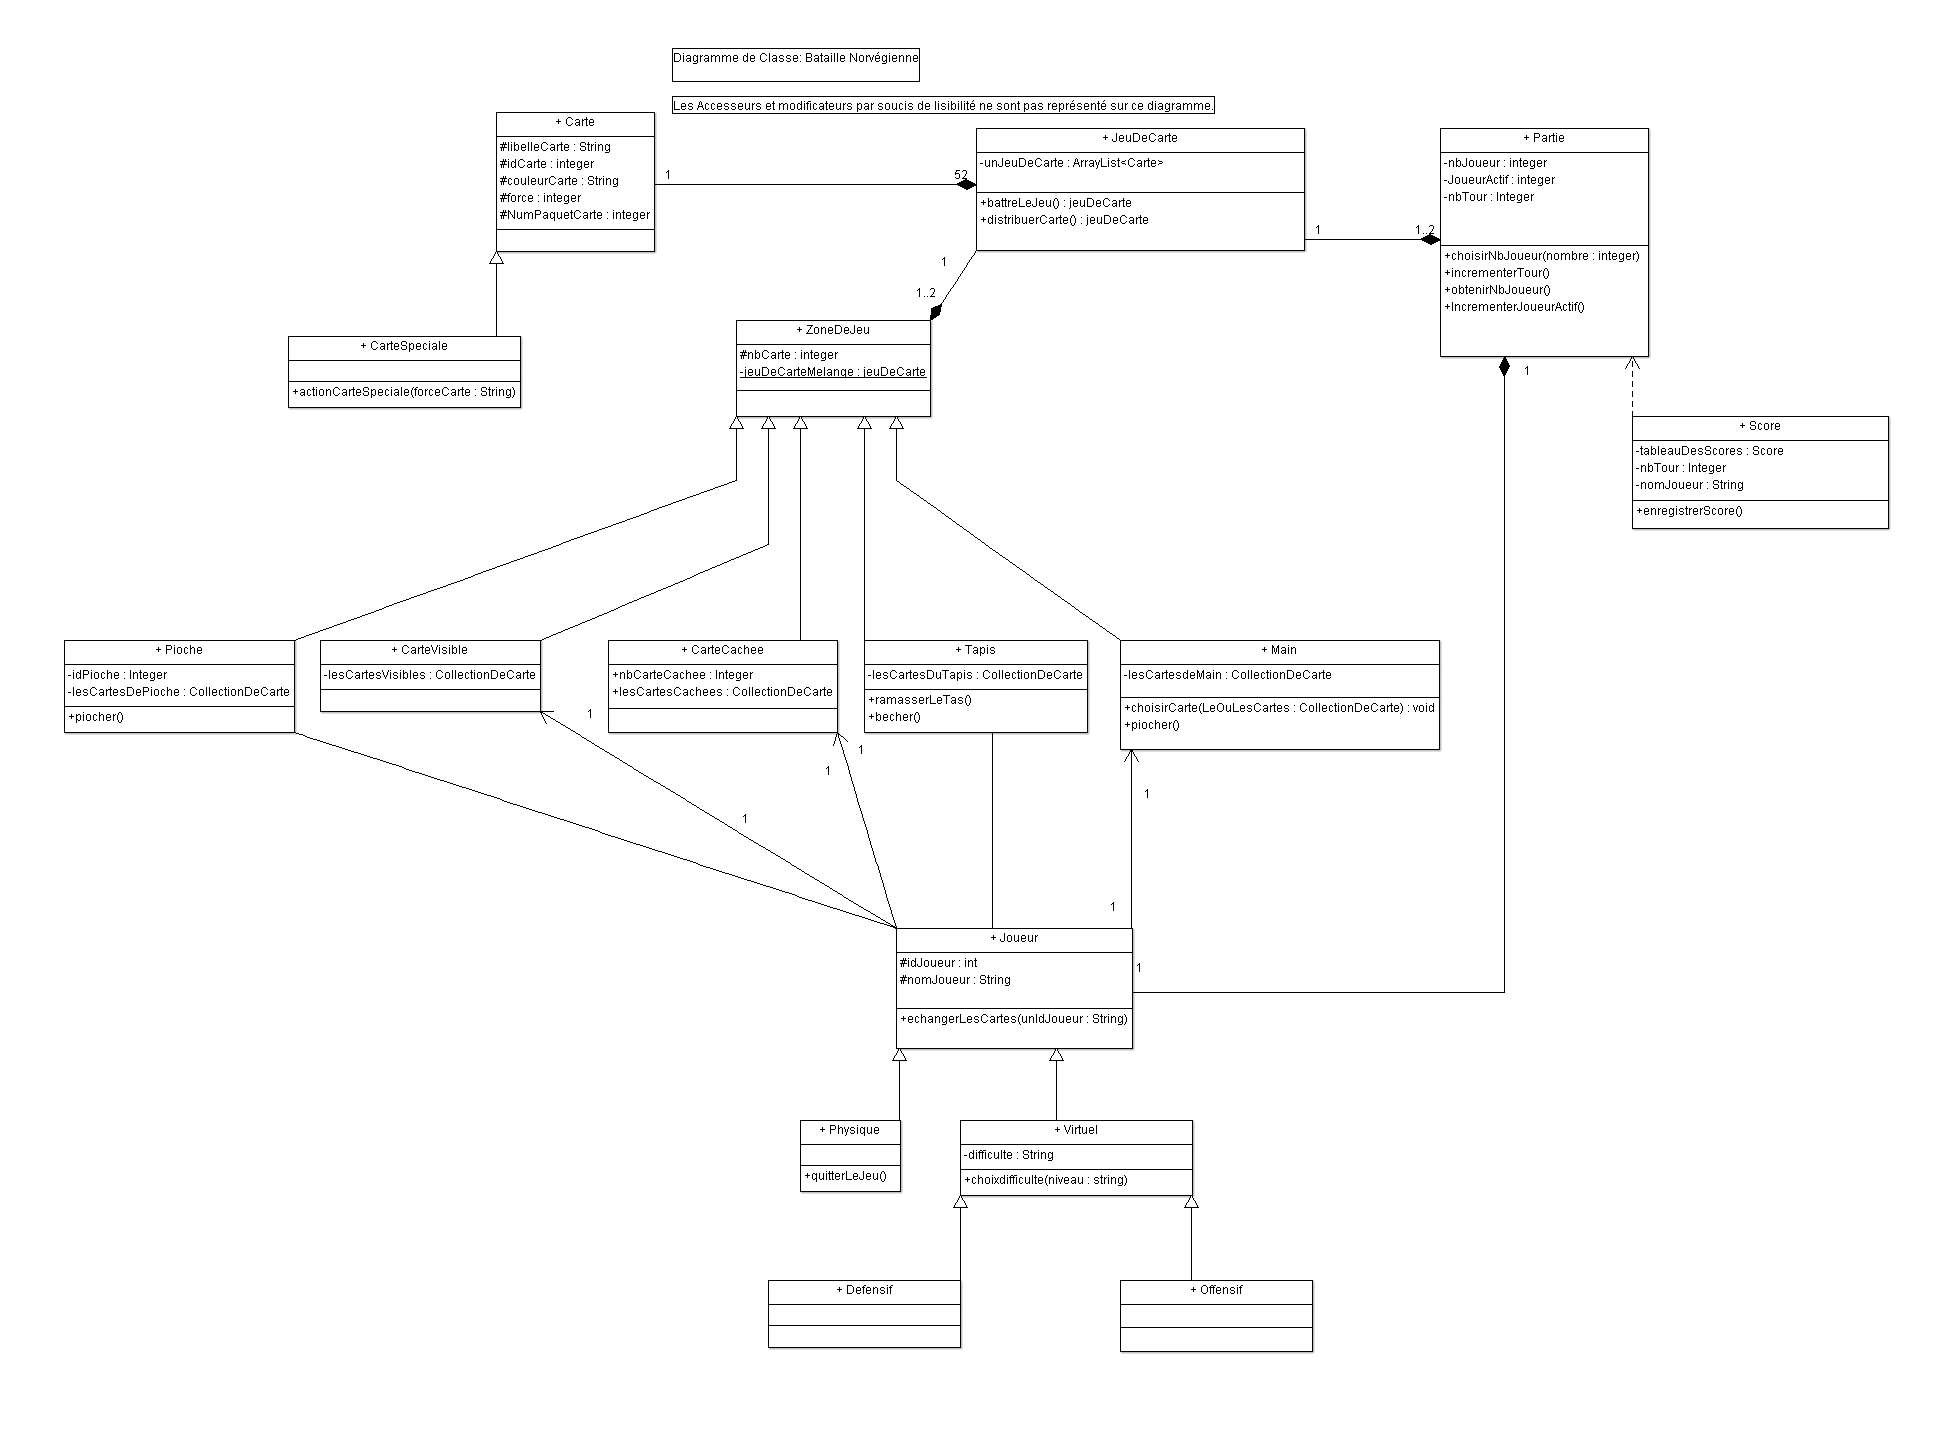 Diagramme de Classe: Bataille Norvégienne
Les Accesseurs et modificateurs par soucis de lisibilité ne sont pas représenté sur ce diagramme.
+ Carte
#libelleCarte : String
#idCarte : integer
#couleurCarte : String
#force : integer
#NumPaquetCarte : integer
1
52
+ JeuDeCarte
-unJeuDeCarte : ArrayList<Carte>
+battreLeJeu() : jeuDeCarte
+distribuerCarte() : jeuDeCarte
1
1..2
+ Partie
-nbJoueur : integer
-JoueurActif : integer
-nbTour : Integer
+choisirNbJoueur(nombre : integer)
+incrementerTour()
+obtenirNbJoueur()
+IncrementerJoueurActif()
1
1..2
+ CarteSpeciale
+actionCarteSpeciale(forceCarte : String)
+ ZoneDeJeu
#nbCarte : integer
-jeuDeCarteMelange : jeuDeCarte
1
+ Score
-tableauDesScores : Score
-nbTour : Integer
-nomJoueur : String
+enregistrerScore()
+ Pioche
-idPioche : Integer
-lesCartesDePioche : CollectionDeCarte
+piocher()
+ CarteVisible
-lesCartesVisibles : CollectionDeCarte
+ CarteCachee
+nbCarteCachee : Integer
+lesCartesCachees : CollectionDeCarte
+ Tapis
-lesCartesDuTapis : CollectionDeCarte
+ramasserLeTas()
+becher()
+ Main
-lesCartesdeMain : CollectionDeCarte
+choisirCarte(LeOuLesCartes : CollectionDeCarte) : void
+piocher()
1
1
1
1
1
1
+ Joueur
#idJoueur : int
#nomJoueur : String
+echangerLesCartes(unIdJoueur : String)
1
+ Physique
+quitterLeJeu()
+ Virtuel
-difficulte : String
+choixdifficulte(niveau : string)
+ Defensif
+ Offensif